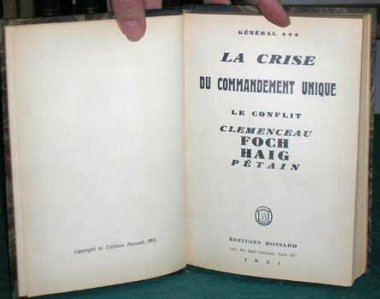 Copyright by Editions Bossard, 1931.
GÉNÉRAL ***
LA CRISE
DU COMMANDEMENT UNIQUE
LE CONFLIT
CLEMENCEAU
FOCH
HAIG
PÉTAIN
ÉDITIONS BOSSARD
1931